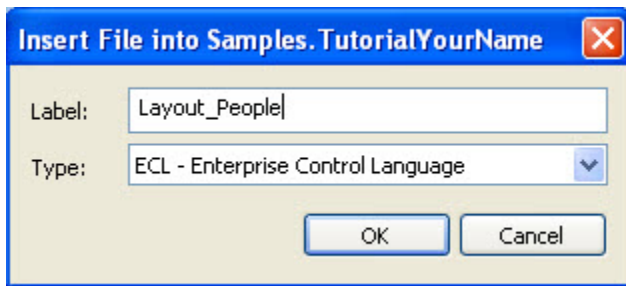 Insert File into Samples.TutorialYourName
Label: Layout_People
Type: ECL - Enterprise Control Language
OK Cancel